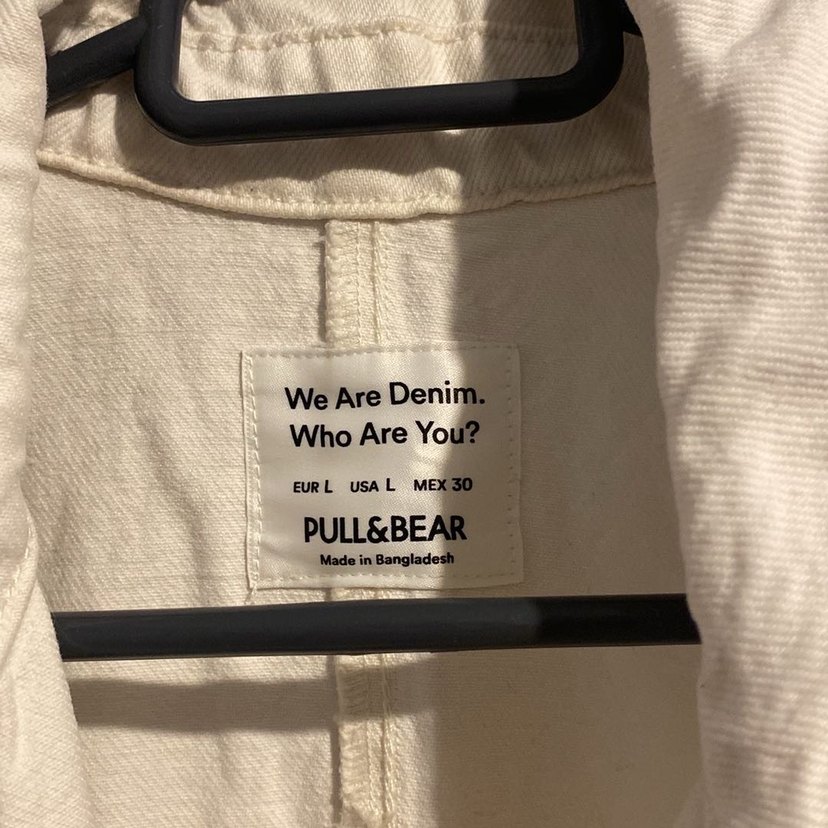 We Are Denim.
Who Are You?
EUR L USA L MEX 30
PULL&BEAR
Made in Bangladesh